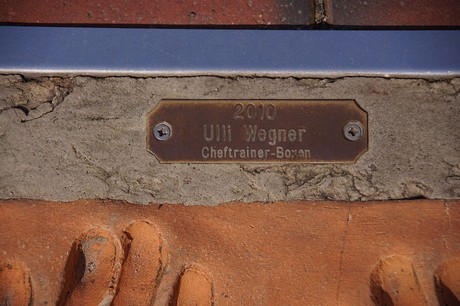 2010
Ulli Wegner
Cheftrainer-Boxen